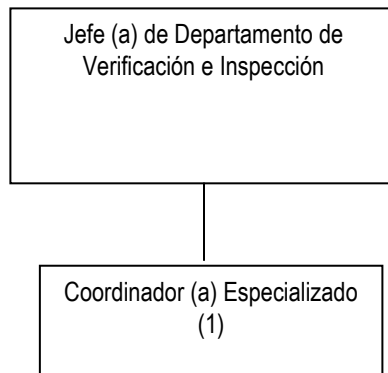 Jefe (a) de Departamento de
Verificación e Inspección
Coordinador (a) Especializado
(1)